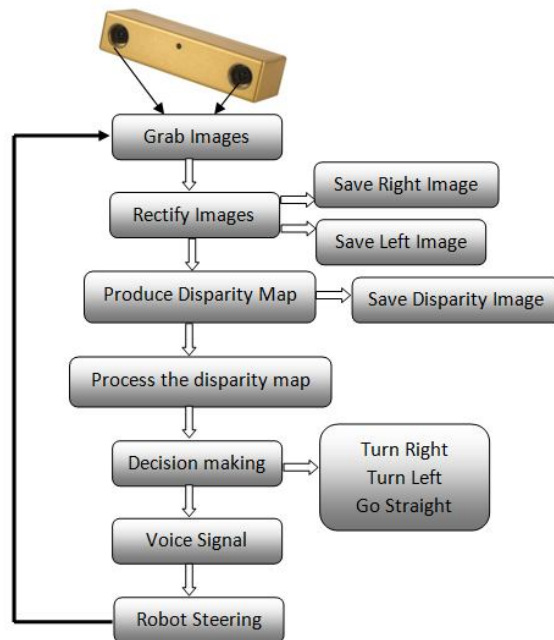 Grab Images
Save Right Image
Rectify Images
Save Left Image
Produce Disparity Map
Save Disparity Image
Process the disparity map
Decision making
Turn Right
Turn Left
Go Straight
Voice Signal
Robot Steering